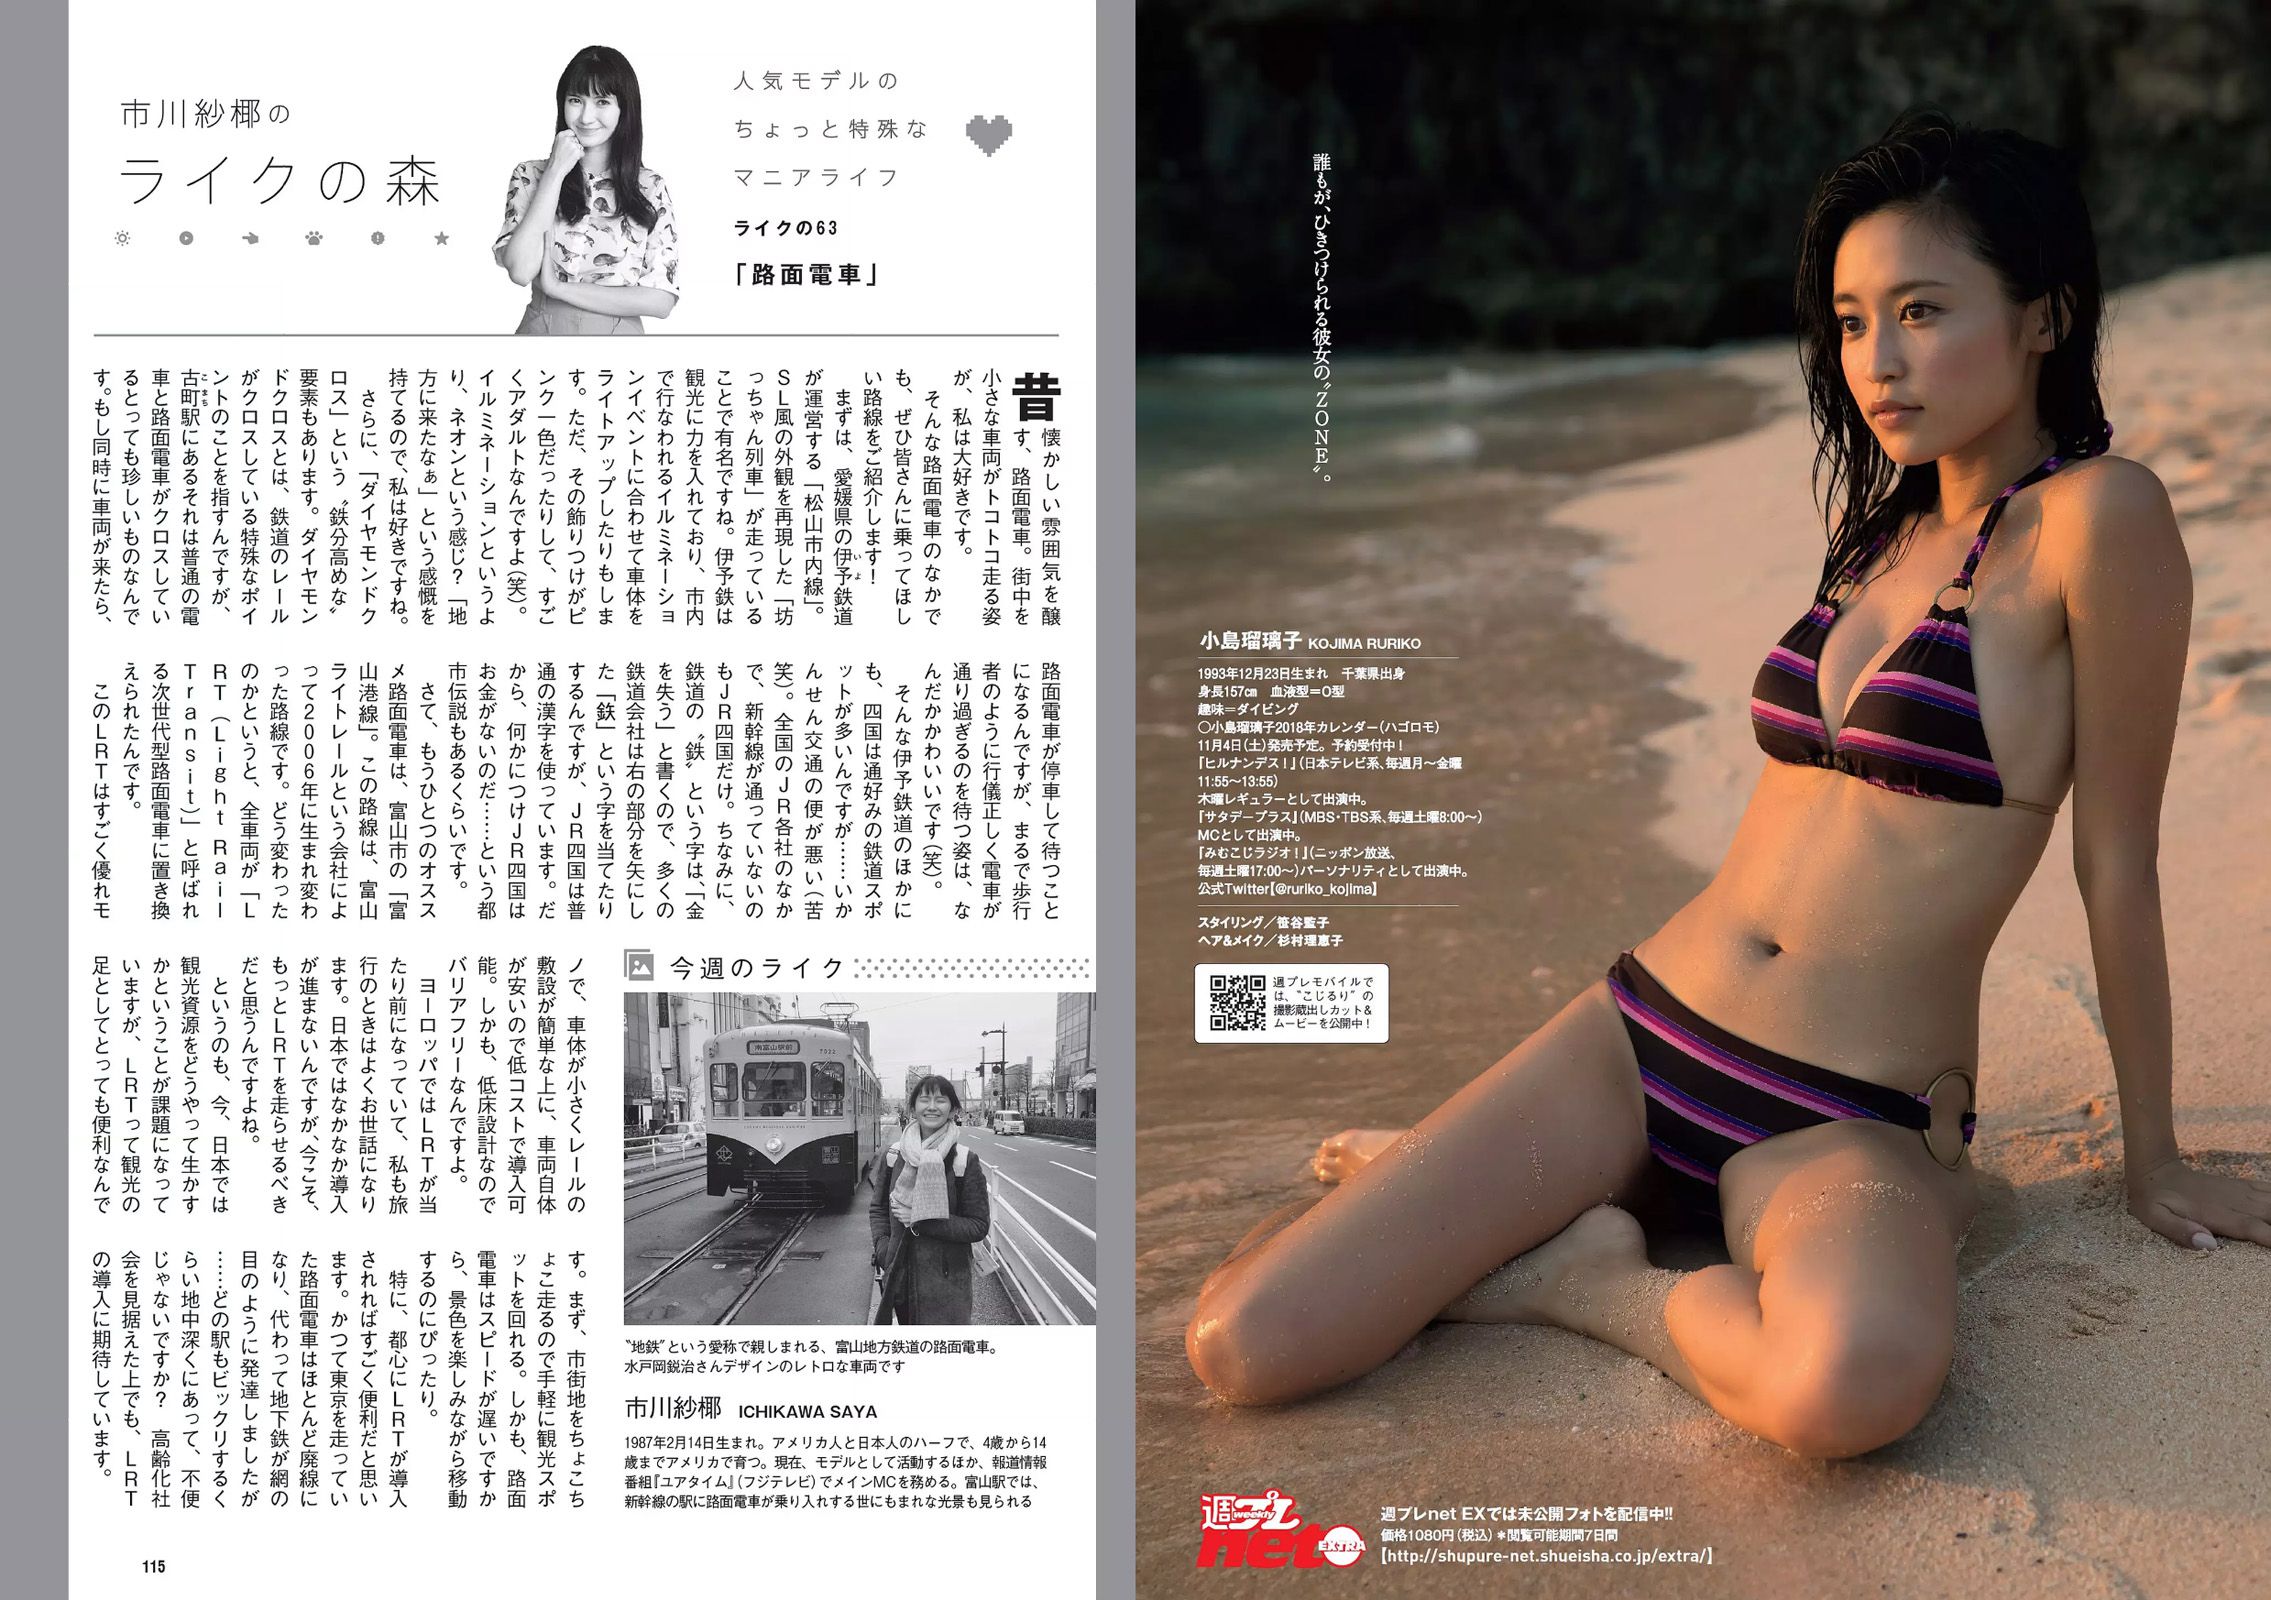 市川紗椰の
ライクの森
人気モデルの
ちょっと特殊な
マニアライフ
ライクの63
「路面電車」
昔懐かしい雰囲気を醸
す、路面電車。街中を
小さな車両がトコトコ走る姿
が、私は大好きです。
そんな路面電車のなかで
も、ぜひ皆さんに乗ってほし
い路線をご紹介します！
まずは、愛媛県の伊予鉄道
が運営する「松山市内線」。
SL風の外観を再現した「坊
っちゃん列車」が走っている
ことで有名ですね。伊予鉄は
観光に力を入れており、市内
で行なわれるイルミネーショ
ンイベントに合わせて車体を
ライトアップしたりもしま
す。ただ、その飾りつけがピ
ンク一色だったりして、すご
くアダルトなんですよ（笑）。
イルミネーションというよ
り、ネオンという感じ？「地
方に来たなぁ」という感慨を
持てるので、私は好きですね。
さらに、「ダイヤモンドク
ロス」という〝鉄分高めな〟
要素もあります。ダイヤモン
ドクロスとは、鉄道のレール
がクロスしている特殊なポイ
ントのことを指すんですが、
古町駅にあるそれは普通の電
車と路面電車がクロスしてい
るとっても珍しいものなんで
す。もし同時に車両が来たら、
路面電車が停車して待つこと
になるんですが、まるで歩行
者のように行儀正しく電車が
通り過ぎるのを待つ姿は、な
んだかかわいいです（笑）。
そんな伊予鉄道のほかに
も、四国は通好みの鉄道スポ
ットが多いんですが……いか
んせん交通の便が悪い（苦
笑）。全国のJR各社のなか
で、新幹線が通っていないの
もJR四国だけ。ちなみに、
鉄道の〝鉄〟という字は、「金
を失う」と書くので、多くの
鉄道会社は右の部分を矢にし
た「鉃」という字を当てたり
するんですが、JR四国は普
通の漢字を使っています。だ
から、何かにつけJR四国は
お金がないのだ……という都
市伝説もあるくらいです。
さて、もうひとつのオスス
メ路面電車は、富山市の「富
山港線」。この路線は、富山
ライトレールという会社によ
って2006年に生まれ変わ
った路線です。どう変わった
のかというと、全車両が「L
RT（Light Rail
Transit）」と呼ばれ
る次世代型路面電車に置き換
えられたんです。
このLRTはすごく優れモ
ノで、車体が小さくレールの
敷設が簡単な上に、車両自体
が安いので低コストで導入可
能。しかも、低床設計なので
バリアフリーなんですよ。
ヨーロッパではLRTが当
たり前になっていて、私も旅
行のときはよくお世話になり
ます。日本ではなかなか導入
が進まないんですが、今こそ、
もっとLRTを走らせるべき
だと思うんですよね。
というのも、今、日本では
観光資源をどうやって生かす
かということが課題になって
いますが、LRTって観光の
足としてとっても便利なんで
す。まず、市街地をちょこち
ょこ走るので手軽に観光スポ
ットを回れる。しかも、路面
電車はスピードが遅いですか
ら、景色を楽しみながら移動
するのにぴったり。
特に、都心にLRTが導入
されればすごく便利だと思い
ます。かつて東京を走ってい
た路面電車はほとんど廃線に
なり、代わって地下鉄が網の
目のように発達しましたが
……どの駅もビックリするく
らい地中深くにあって、不便
じゃないですか？　高齢化社
会を見据えた上でも、LRT
の導入に期待しています。
今週のライク
南富山駅前
7022
〝地鉄〟という愛称で親しまれる、富山地方鉄道の路面電車。
水戸岡鋭治さんデザインのレトロな車両です
市川紗椰 ICHIKAWA SAYA
1987年2月14日生まれ。アメリカ人と日本人のハーフで、4歳から14
歳までアメリカで育つ。現在、モデルとして活動するほか、報道情報
番組『ユアタイム』（フジテレビ）でメインMCを務める。富山駅では、
新幹線の駅に路面電車が乗り入れする世にもまれな光景も見られる
115
誰もが、ひきつけられる彼女の〝ZONE〟。
小島瑠璃子 KOJIMA RURIKO
1993年12月23日生まれ　千葉県出身
身長157㎝　血液型＝O型
趣味＝ダイビング
○小島瑠璃子2018年カレンダー（ハゴロモ）
11月4日（土）発売予定。予約受付中！
『ヒルナンデス！』（日本テレビ系、毎週月〜金曜
11:55〜13:55）
木曜レギュラーとして出演中。
『サタデープラス』（MBS・TBS系、毎週土曜8:00〜）
MCとして出演中。
『みむこじラジオ！』（ニッポン放送、
毎週土曜17:00〜）パーソナリティとして出演中。
公式Twitter【@ruriko_kojima】
スタイリング／笹谷監子
ヘア&メイク／杉村理恵子
週プレモバイルで
は、〝こじるり〟の
撮影蔵出しカット＆
ムービーを公開中！
週プレ
weekly
net EXTRA
週プレnet EXでは未公開フォトを配信中!!
価格1080円（税込）＊閲覧可能期間7日間
【http://shupure-net.shueisha.co.jp/extra/】